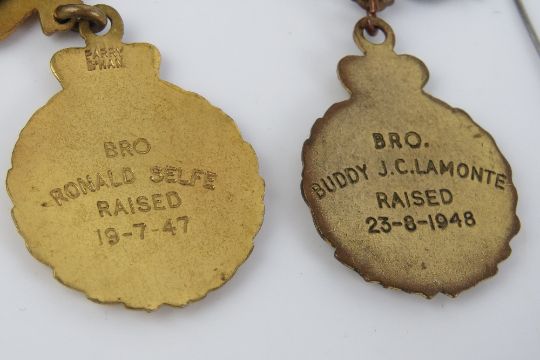 BRO
RONALD SELFE
RAISED
19-7-47
BRO.
BUDDY J.C.LAMONTE
RAISED
23-8-1948